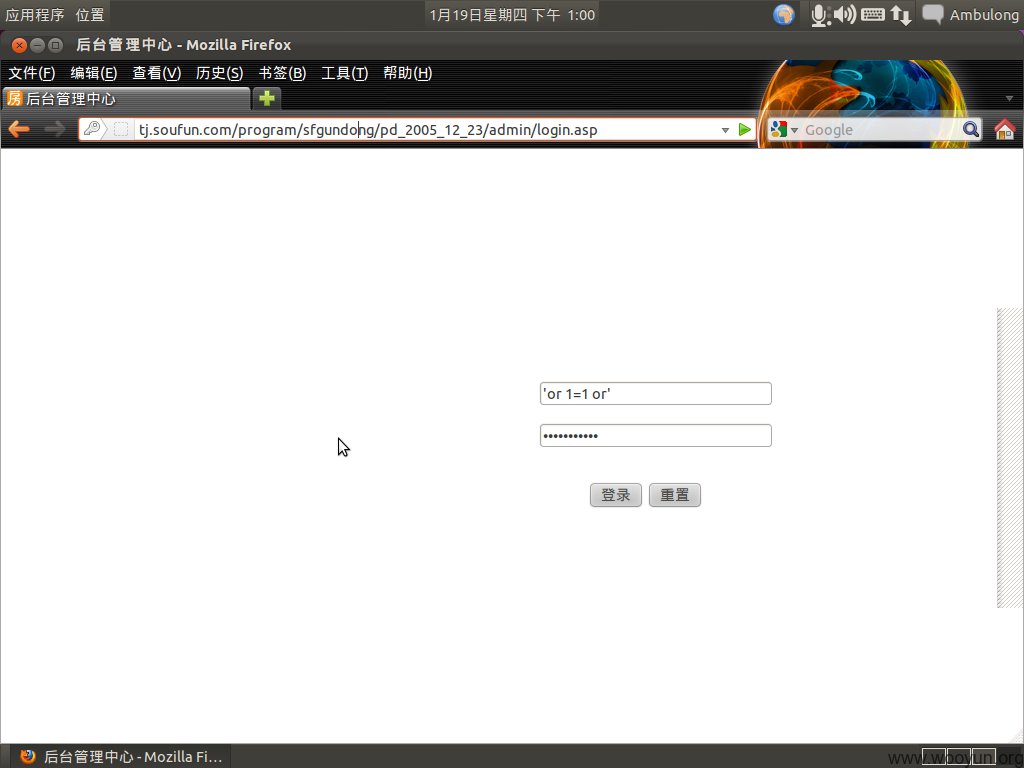 应用程序 位置 1月19日星期四 下午 1:00 Ambulong
后台管理中心 - Mozilla Firefox
文件(F) 编辑(E) 查看(V) 历史(S) 书签(B) 工具(T) 帮助(H)
房 后台管理中心
tj.soufun.com/program/sfgundong/pd_2005_12_23/admin/login.asp Google
'or 1=1 or'
•••••••••••
登录 重置
后台管理中心 - Mozilla Fi...
www.wooyun.org